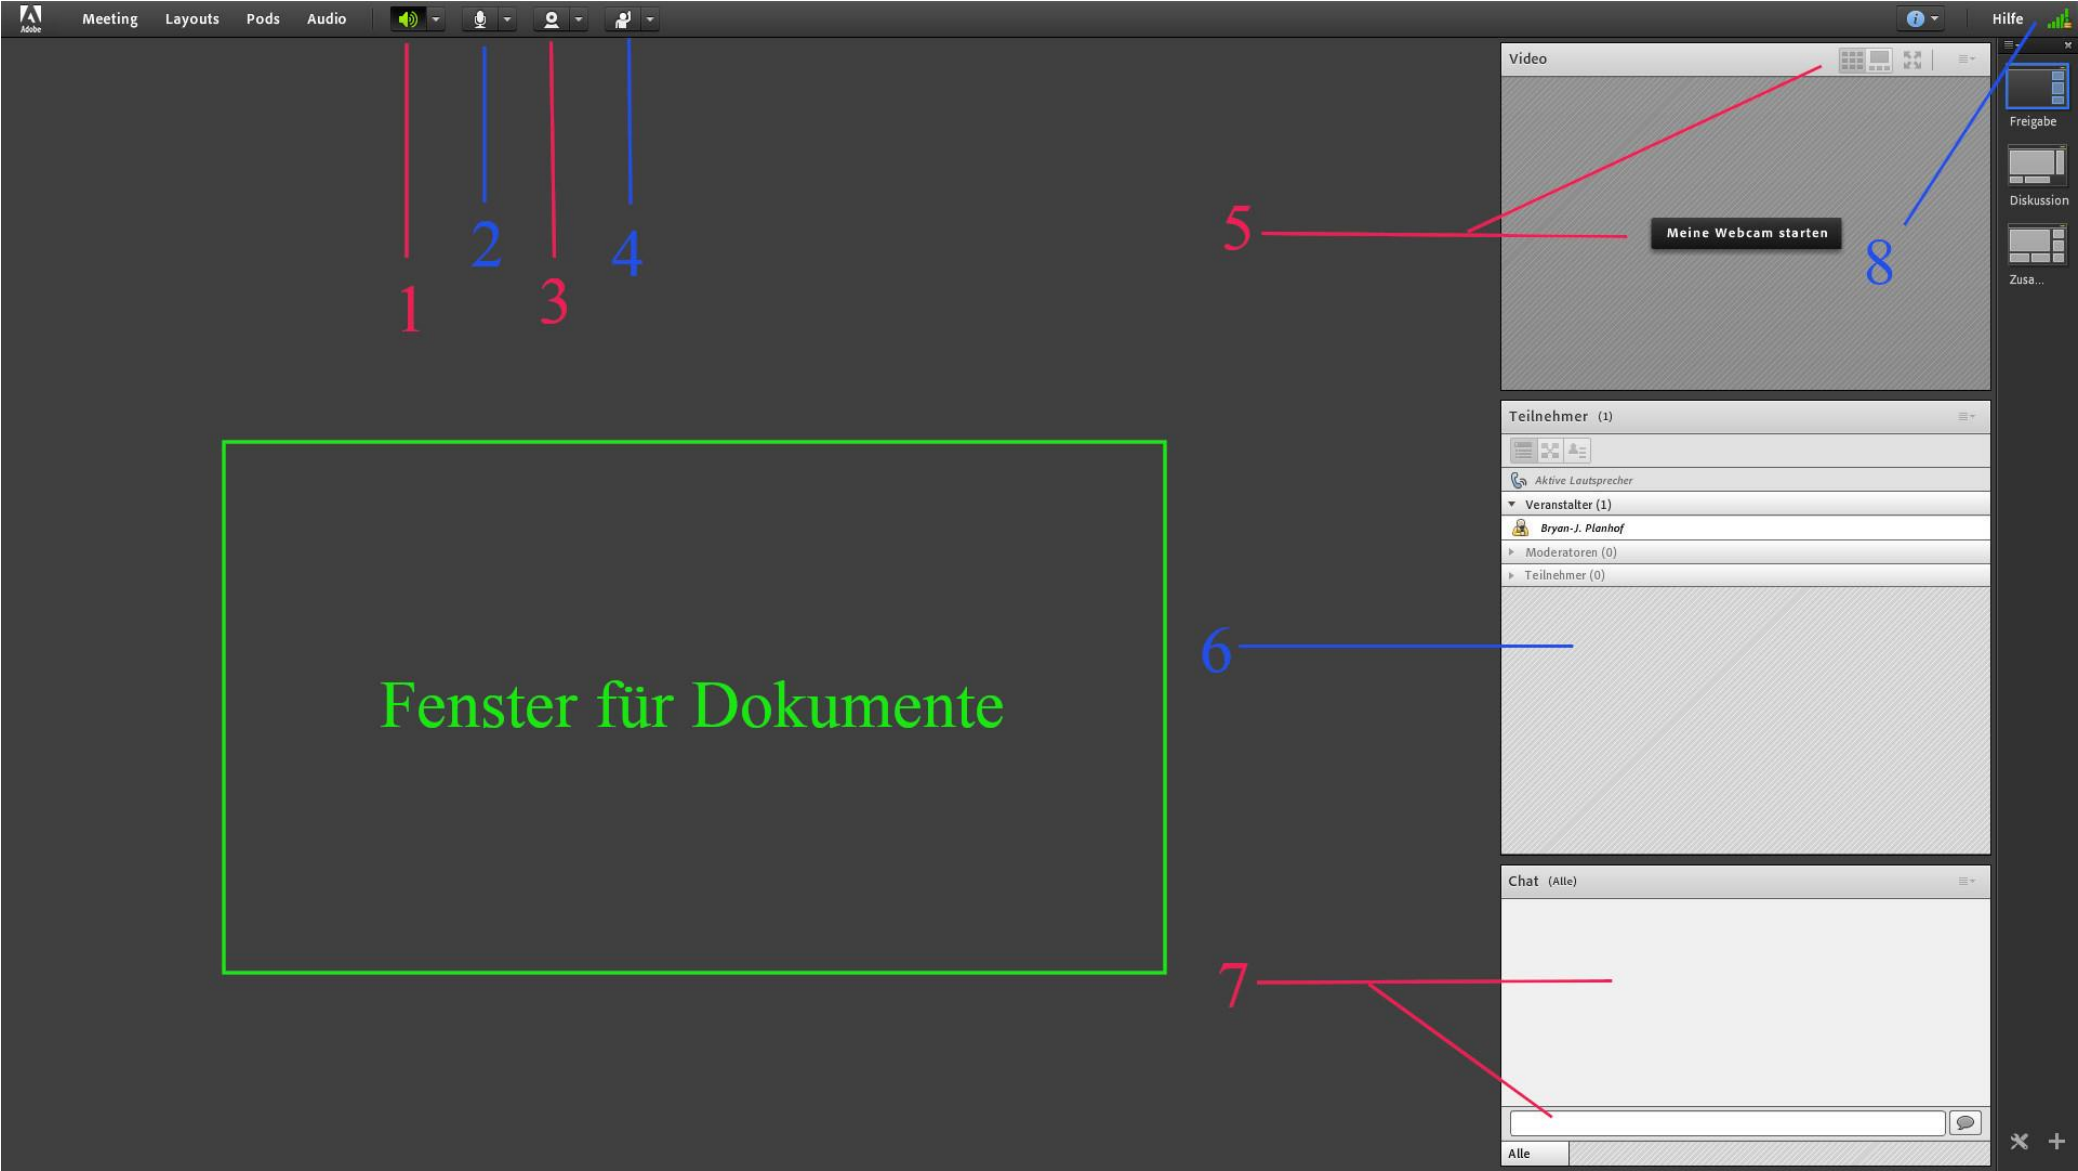 Adobe
Meeting Layouts Pods Audio
Hilfe
Video
Freigabe
Diskussion
Zusa...
Meine Webcam starten
1
2
3
4
5
8
Teilnehmer (1)
Aktive Lautsprecher
Veranstalter (1)
Bryan-J. Planhof
Moderatoren (0)
Teilnehmer (0)
6
Fenster für Dokumente
Chat (Alle)
7
Alle